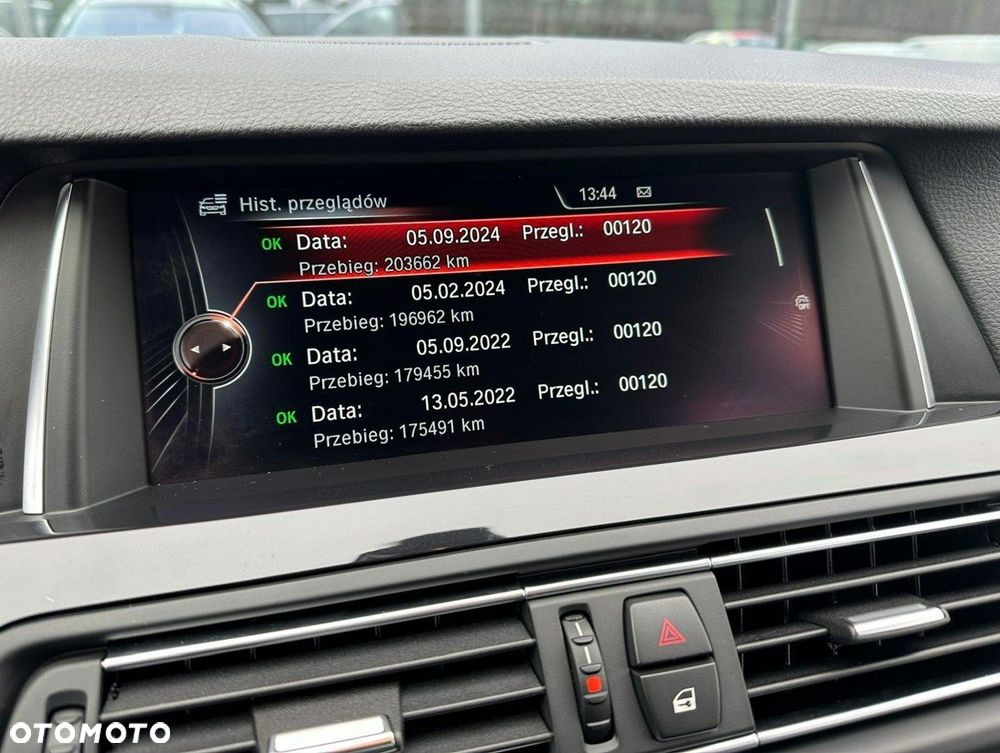 Hist. przeglądów 13:44
OK Data: 05.09.2024 Przegl.: 00120
Przebieg: 203662 km
OK Data: 05.02.2024 Przegl.: 00120
Przebieg: 196962 km
OK Data: 05.09.2022 Przegl.: 00120
Przebieg: 179455 km
OK Data: 13.05.2022 Przegl.: 00120
Przebieg: 175491 km
OFF
OTOMOTO